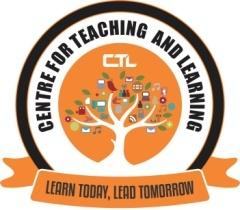 CENTRE FOR TEACHING AND LEARNING
CTL
LEARN TODAY, LEAD TOMORROW